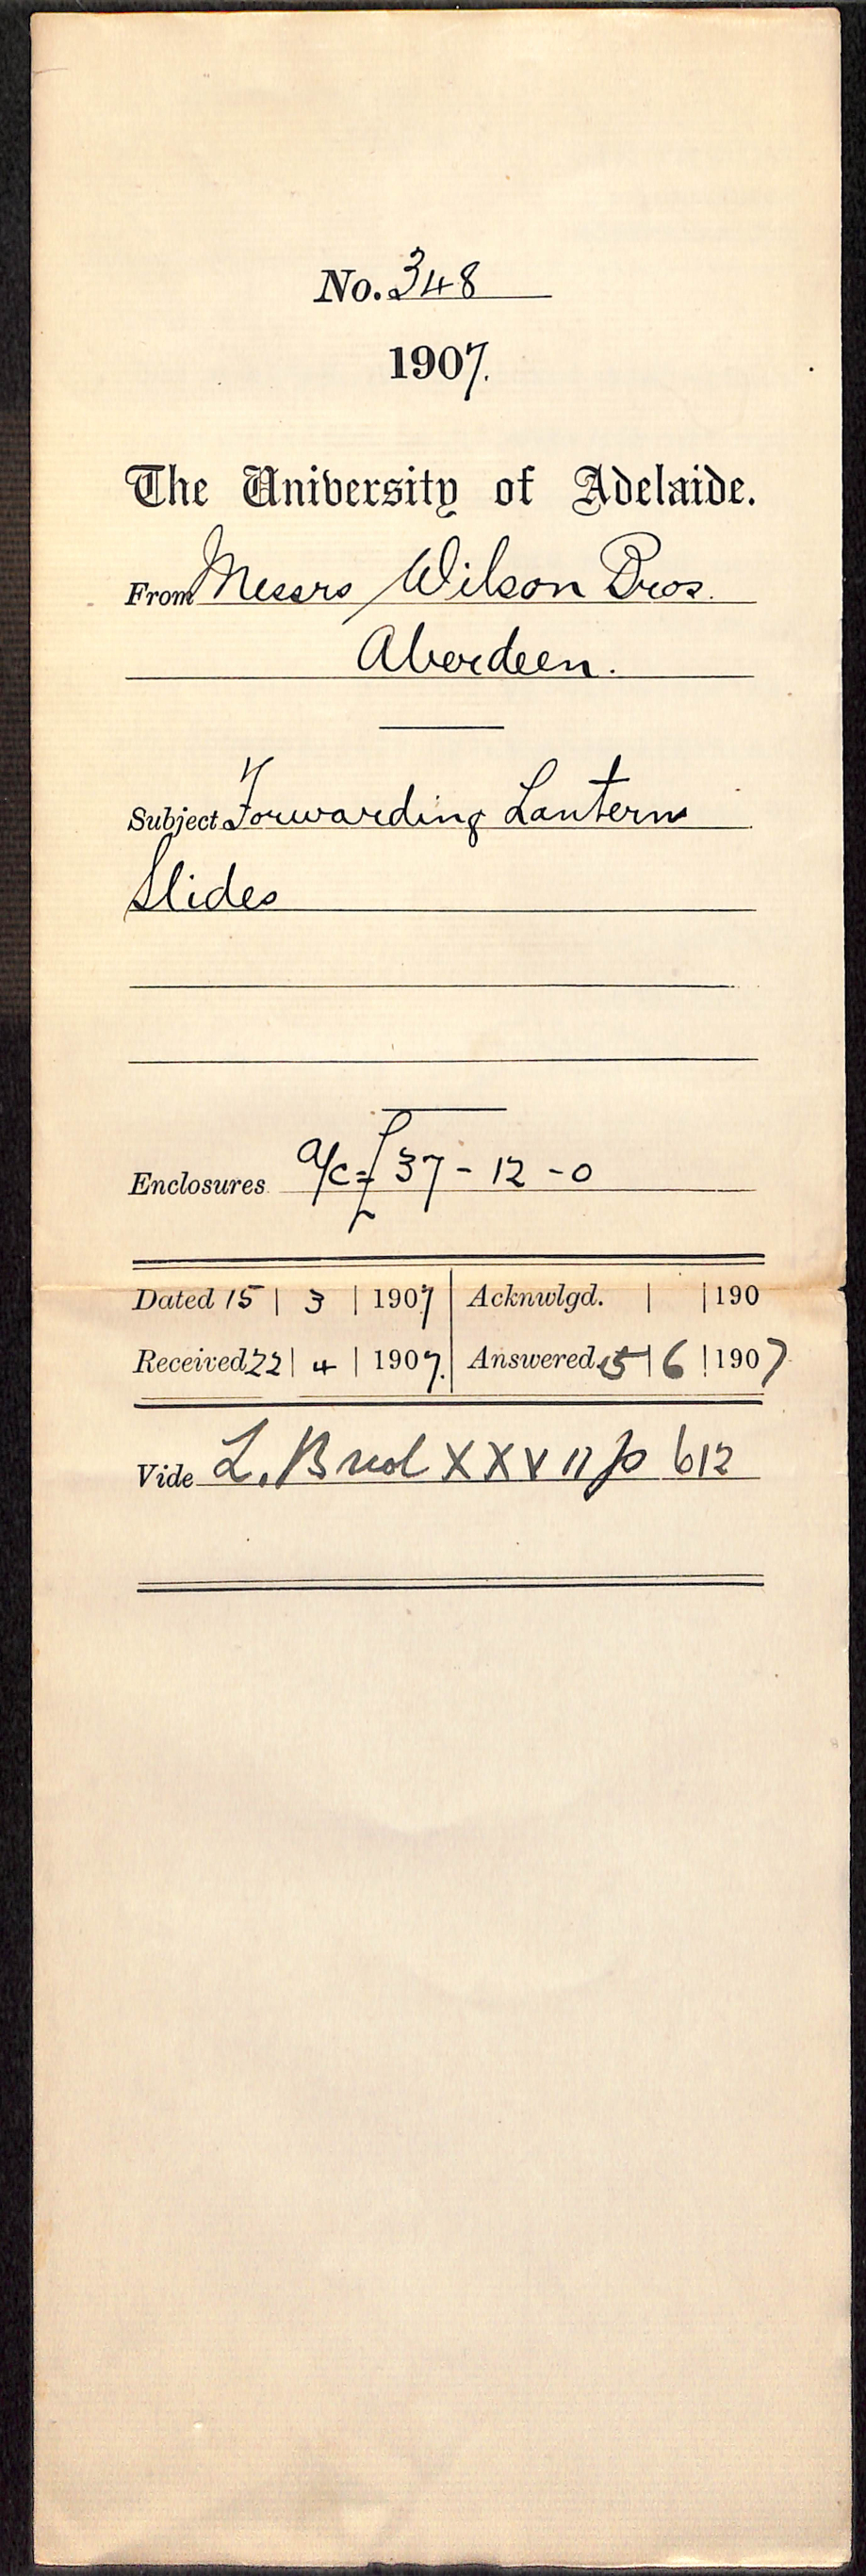 No. 348
1907.
The University of Adelaide.
From Messrs Wilson Bros.
Aberdeen.
Subject Forwarding Lantern
Slides
Enclosures a/c £37-12-0
Dated 15 | 3 | 1907 Acknwlgd. | | 190
Received 22 | 4 | 1907. Answered 5 | 6 | 1907
Vide L. B vol XXVII p 612